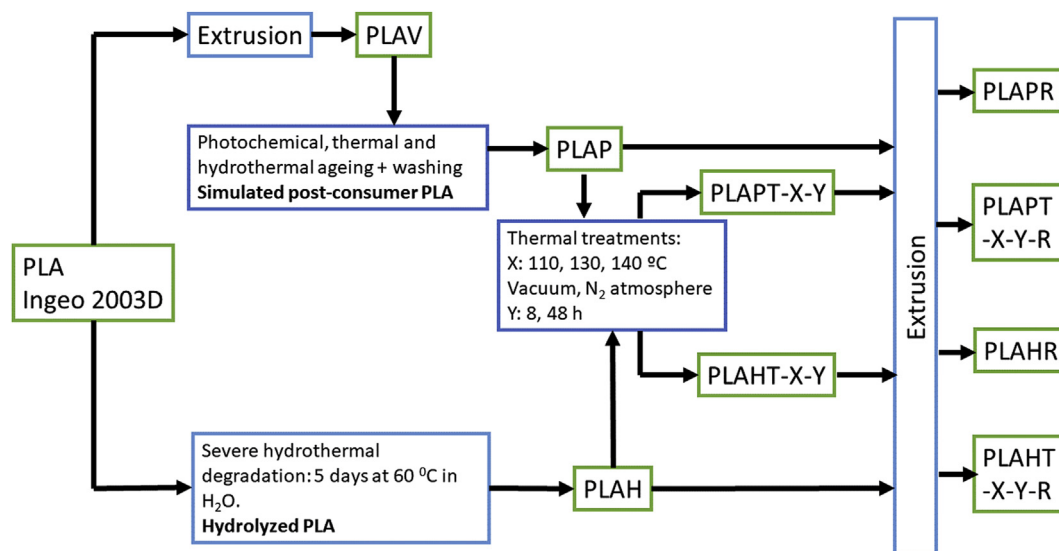 Extrusion
PLAV
Photochemical, thermal and
hydrothermal ageing + washing
Simulated post-consumer PLA
PLAP
PLAPT-X-Y
Thermal treatments:
X: 110, 130, 140 ºC
Vacuum, N₂ atmosphere
Y: 8, 48 h
PLAHT-X-Y
PLA
Ingeo 2003D
Severe hydrothermal
degradation: 5 days at 60 ⁰C in
H₂O.
Hydrolyzed PLA
PLAH
Extrusion
PLAPR
PLAPT
-X-Y-R
PLAHR
PLAHT
-X-Y-R